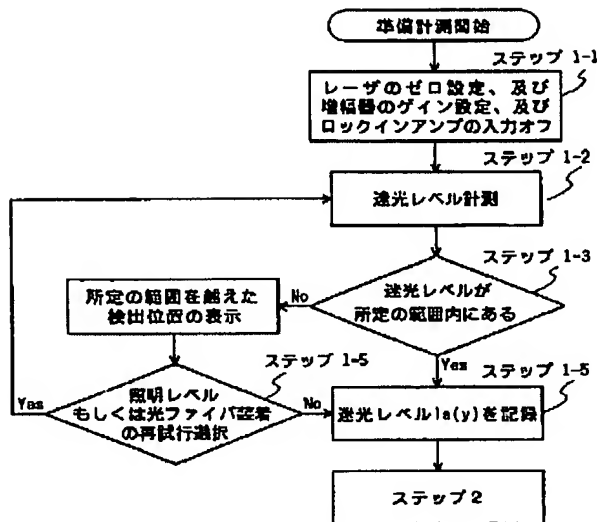 準備計測開始
ステップ 1-1
レーザのゼロ設定、及び
増幅器のゲイン設定、及び
ロックインアンプの入力オフ
ステップ 1-2
迷光レベル計測
ステップ 1-3
迷光レベルが
所定の範囲内にある
No
所定の範囲を越えた
検出位置の表示
Yes
ステップ 1-5
ステップ 1-5
照明レベル
もしくは光ファイバ装着
の再試行選択
Yes
No
迷光レベルIa(y)を記録
ステップ2